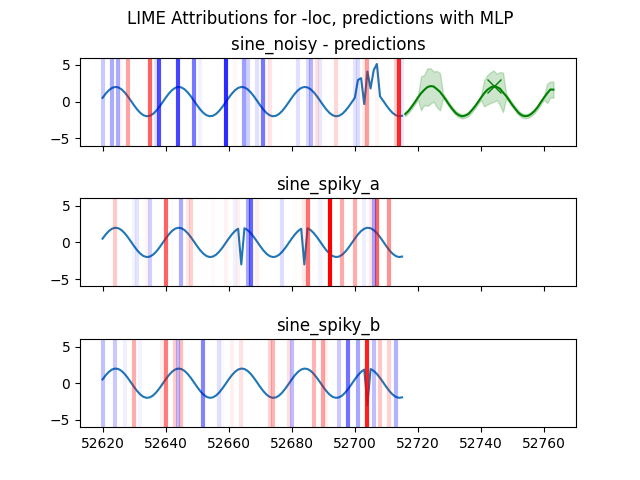 LIME Attributions for -loc, predictions with MLP
sine_noisy - predictions
5
0
−5
sine_spiky_a
5
0
−5
sine_spiky_b
5
0
−5
52620 52640 52660 52680 52700 52720 52740 52760